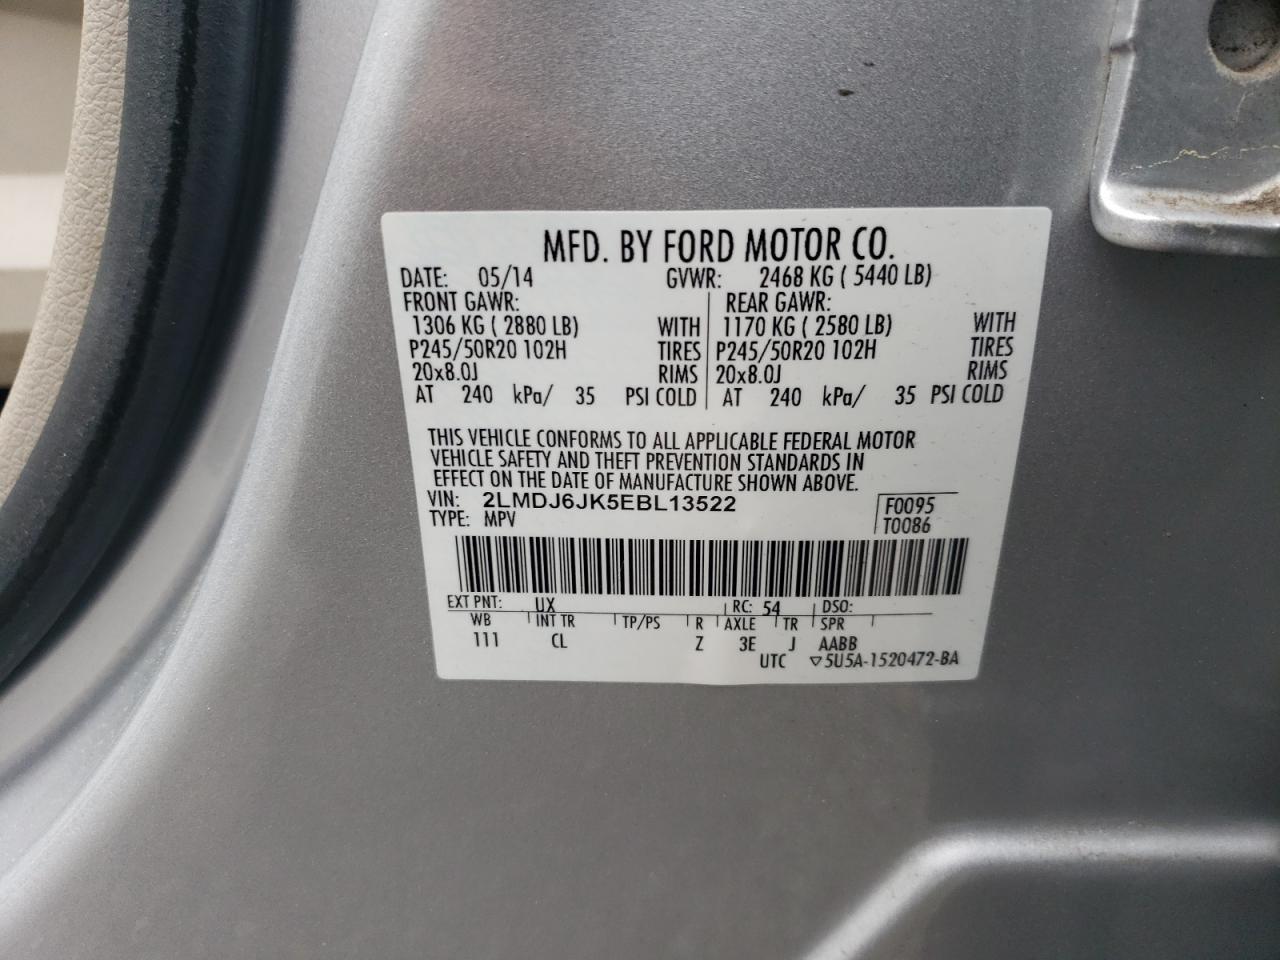 MFD. BY FORD MOTOR CO.
DATE: 05/14 GVWR: 2468 KG ( 5440 LB)
FRONT GAWR: REAR GAWR:
1306 KG ( 2880 LB) WITH 1170 KG ( 2580 LB) WITH
P245/50R20 102H TIRES P245/50R20 102H TIRES
20x8.0J RIMS 20x8.0J RIMS
AT 240 kPa/ 35 PSI COLD AT 240 kPa/ 35 PSI COLD
THIS VEHICLE CONFORMS TO ALL APPLICABLE FEDERAL MOTOR
VEHICLE SAFETY AND THEFT PREVENTION STANDARDS IN
EFFECT ON THE DATE OF MANUFACTURE SHOWN ABOVE.
VIN: 2LMDJ6JK5EBL13522 F0095
TYPE: MPV T0086
EXT PNT: UX RC: 54 DSO:
WB INT TR TP/PS R AXLE TR SPR
111 CL Z 3E J AABB
UTC ▽5U5A-1520472-BA